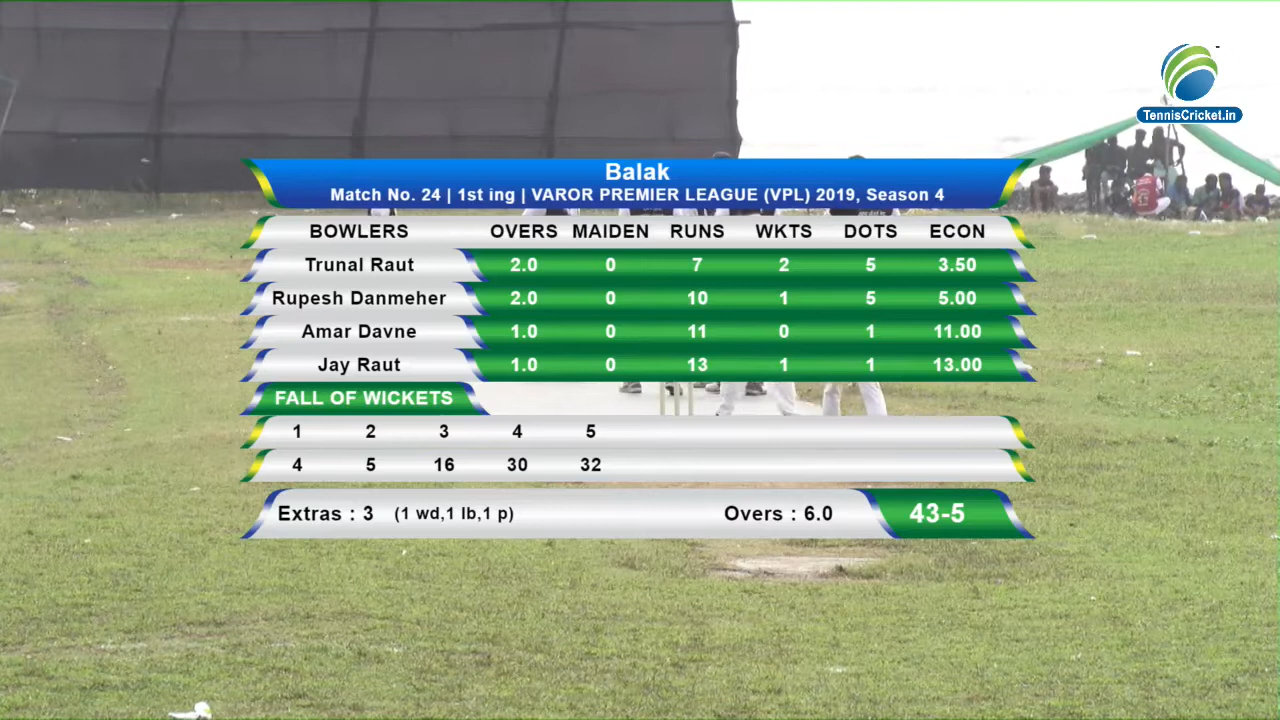 TennisCricket.in
Balak
Match No. 24 | 1st ing | VAROR PREMIER LEAGUE (VPL) 2019, Season 4
BOWLERS OVERS MAIDEN RUNS WKTS DOTS ECON
Trunal Raut 2.0 0 7 2 5 3.50
Rupesh Danmeher 2.0 0 10 1 5 5.00
Amar Davne 1.0 0 11 0 1 11.00
Jay Raut 1.0 0 13 1 1 13.00
FALL OF WICKETS
1 2 3 4 5
4 5 16 30 32
Extras : 3 (1 wd,1 lb,1 p) Overs : 6.0 43-5